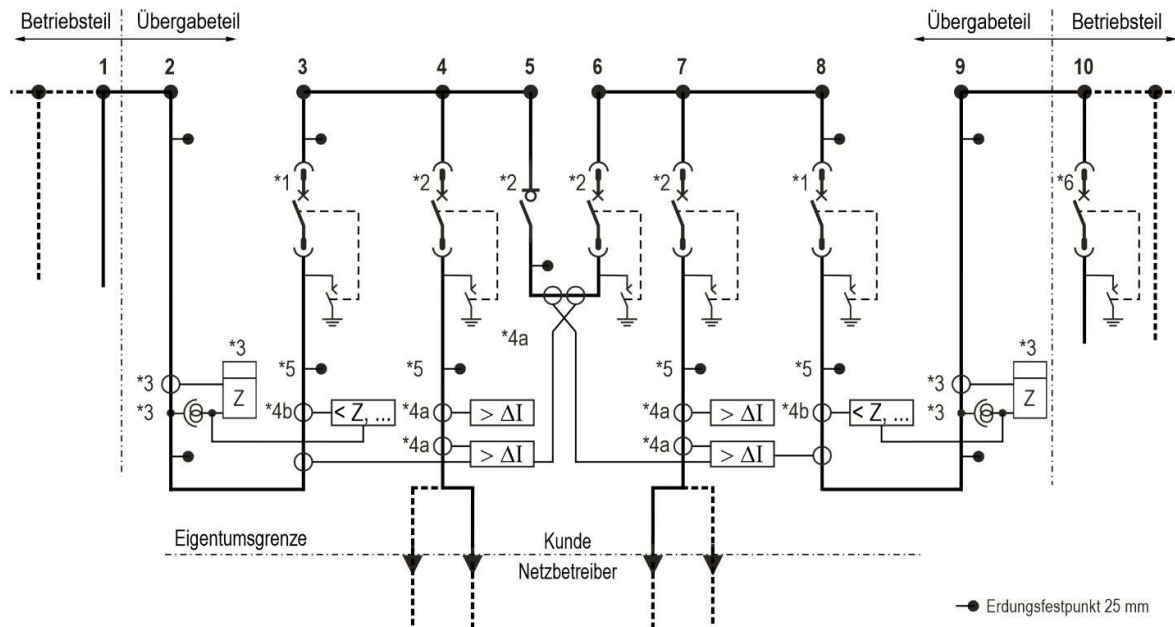 Betriebsteil Übergabeteil Übergabeteil Betriebsteil
1 2 3 4 5 6 7 8 9 10
*1 *2 *2 *2 *2 *1 *6
*4a
*3 *5 *5 *5 *5 *3
*3 Z *3 Z
*3 *4b < Z, ... *4a > ΔI *4a > ΔI *4b < Z, ... *3
*4a > ΔI *4a > ΔI
Eigentumsgrenze Kunde
Netzbetreiber
Erdungsfestpunkt 25 mm